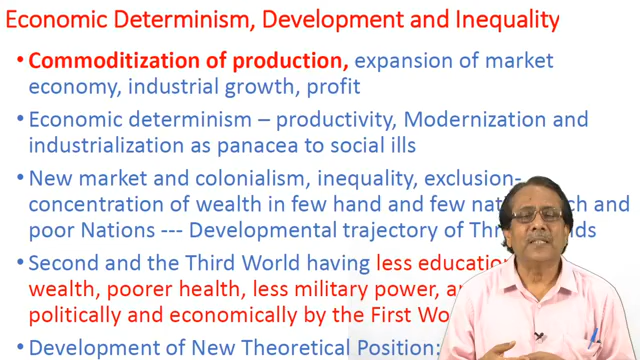 Economic Determinism, Development and Inequality
• Commoditization of production, expansion of market
economy, industrial growth, profit
• Economic determinism – productivity, Modernization and
industrialization as panacea to social ills
• New market and colonialism, inequality, exclusion-
concentration of wealth in few hand and few
poor Nations --- Developmental trajectory of
• Second and the Third World having less
wealth, poorer health, less military power,
politically and economically by the First
• Development of New Theoretical Position: